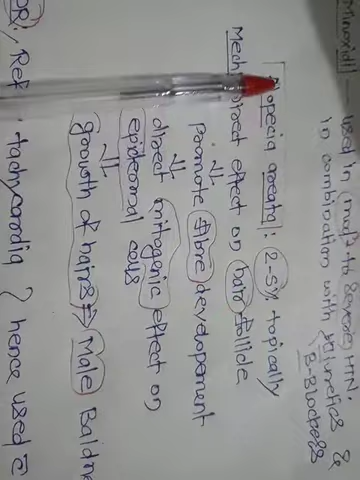 Minoxidil — used in mod. to severe HTN.
in combination with diuretics &
B-Blockers
Alopecia areata : 2-5% topically
Mech: Direct effect on hair follicle
promote fibre development
direct mitogenic effect on
epidermal cells
growth of hairs ⇒ Male Baldne
ADR: Ref. tachycardia } hence used c̄